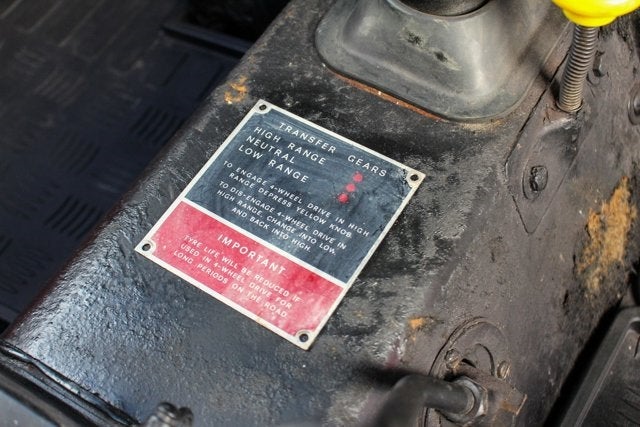 TRANSFER GEARS
HIGH RANGE
NEUTRAL
LOW RANGE
TO ENGAGE 4-WHEEL DRIVE IN HIGH
RANGE DEPRESS YELLOW KNOB.
TO DIS-ENGAGE 4-WHEEL DRIVE IN
HIGH RANGE, CHANGE INTO LOW
AND BACK INTO HIGH.
IMPORTANT
TYRE LIFE WILL BE REDUCED IF
USED IN 4-WHEEL DRIVE FOR
LONG PERIODS ON THE ROAD